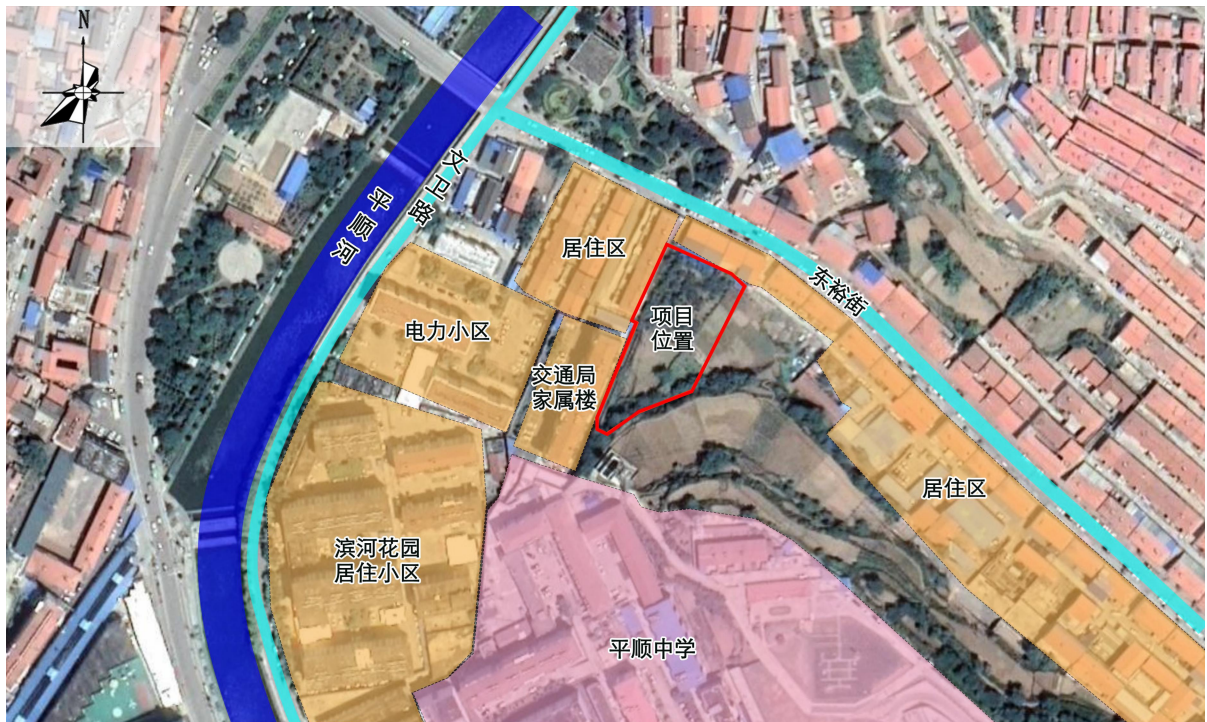 N
文卫路
平顺河
居住区
东裕街
项目
位置
电力小区
交通局
家属楼
居住区
滨河花园
居住小区
平顺中学